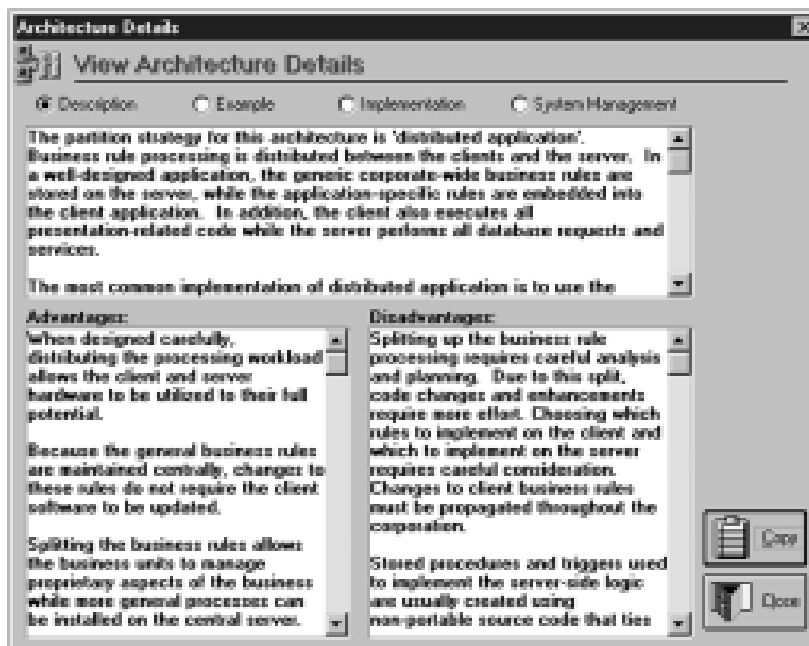 Architecture Details
View Architecture Details
Description Example Implementation System Management
The partition strategy for this architecture is 'distributed application'.
Business rule processing is distributed between the clients and the server. In
a well-designed application, the generic corporate-wide business rules are
stored on the server, while the application-specific rules are embedded into
the client application. In addition, the client also executes all
presentation-related code while the server performs all database requests and
services.
The most common implementation of distributed application is to use the
Advantages:
When designed carefully,
distributing the processing workload
allows the client and server
hardware to be utilized to their full
potential.
Because the general business rules
are maintained centrally, changes to
these rules do not require the client
software to be updated.
Splitting the business rules allows
the business units to manage
proprietary aspects of the business
while more general processes can
be installed on the central server.
Disadvantages:
Splitting up the business rule
processing requires careful analysis
and planning. Due to this split,
code changes and enhancements
require more effort. Choosing which
rules to implement on the client and
which to implement on the server
requires careful consideration.
Changes to client business rules
must be propagated throughout the
corporation.
Stored procedures and triggers used
to implement the server-side logic
are usually created using
non-portable source code that ties
Copy
Close